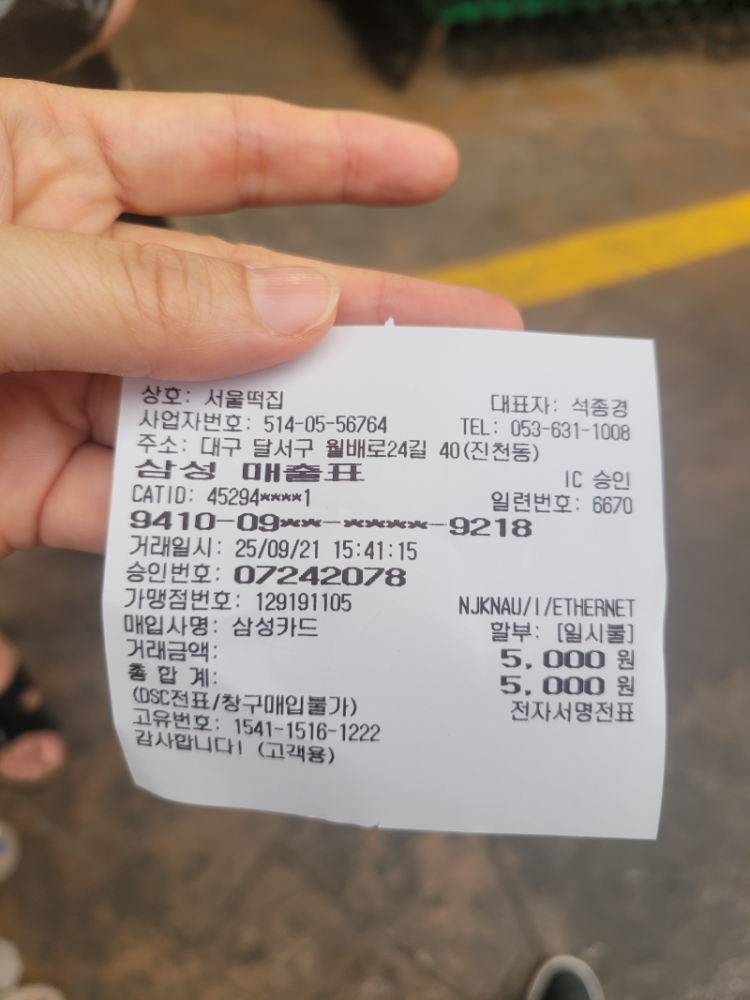 상호: 서울떡집 대표자: 석종경
사업자번호: 514-05-56764 TEL: 053-631-1008
주소: 대구 달서구 월배로24길 40(진천동)
삼성 매출표 IC 승인
CATID: 45294****1 일련번호: 6670
9410-09**-****-9218
거래일시: 25/09/21 15:41:15
승인번호: 07242078
가맹점번호: 129191105 NJKNAU/I/ETHERNET
매입사명: 삼성카드 할부: [일시불]
거래금액: 5,000 원
총 합 계: 5,000 원
(DSC전표/창구매입불가) 전자서명전표
고유번호: 1541-1516-1222
감사합니다! (고객용)